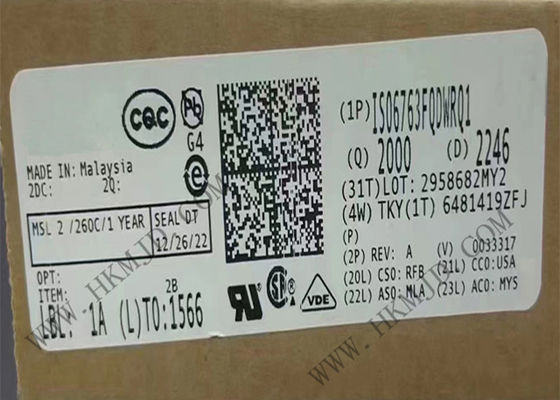 CQC
Pb
G4
e
MADE IN: Malaysia
2DC: 2Q:
MSL 2 /260C/1 YEAR
SEAL DT
12/26/22
OPT:
ITEM:
2B
LBL: 1A (L)TO:1566
(1P) ISO6763FQDWRQ1
(Q) 2000 (D) 2246
(31T)LOT: 2958682MY2
(4W) TKY(1T) 6481419ZFJ
(P)
(2P) REV: A (V) 0033317
(20L) CSO: RFB (21L) CCO:USA
(22L) ASO: MLA (23L) ACO: MYS
VDE
WWW.HKMJD.COM
WWW.HKMJD.COM